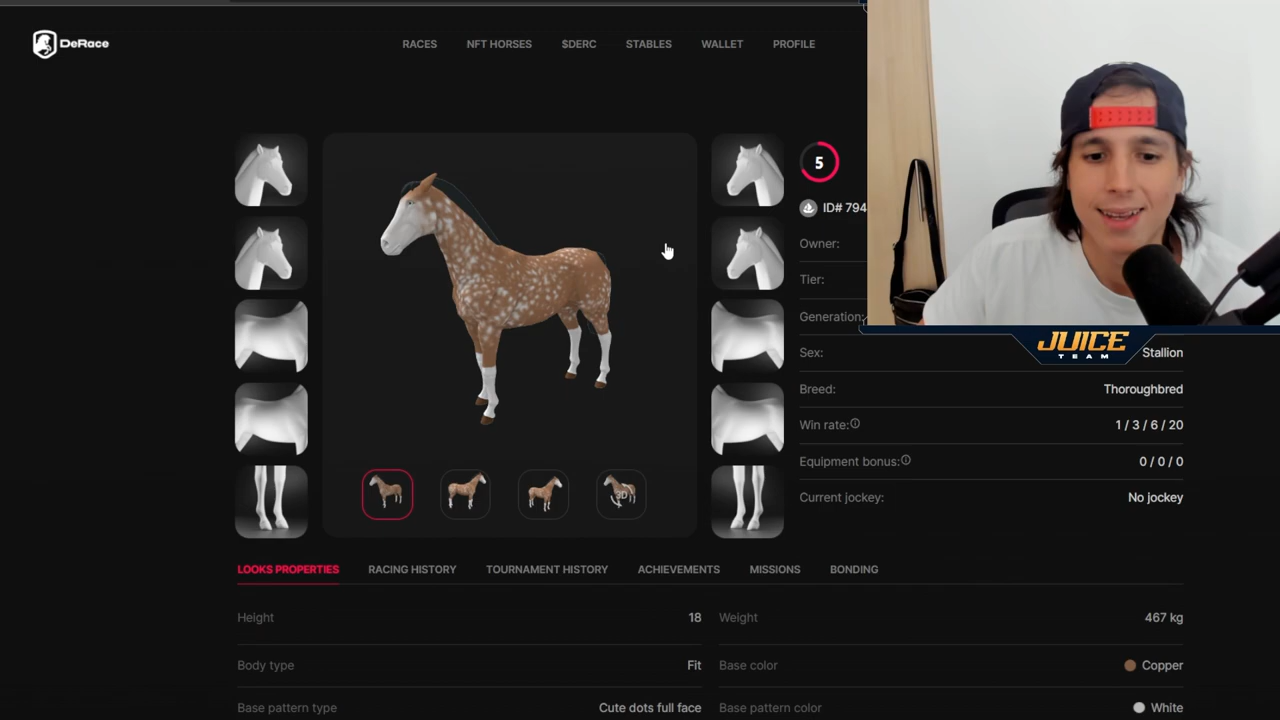 DeRace
RACES NFT HORSES $DERC STABLES WALLET PROFILE
5
ID# 794
Owner:
Tier:
Generation:
Sex: Stallion
Breed: Thoroughbred
Win rate: 1 / 3 / 6 / 20
Equipment bonus: 0 / 0 / 0
Current jockey: No jockey
JUICE
TEAM
3D
LOOKS PROPERTIES RACING HISTORY TOURNAMENT HISTORY ACHIEVEMENTS MISSIONS BONDING
Height 18 Weight 467 kg
Body type Fit Base color Copper
Base pattern type Cute dots full face Base pattern color White